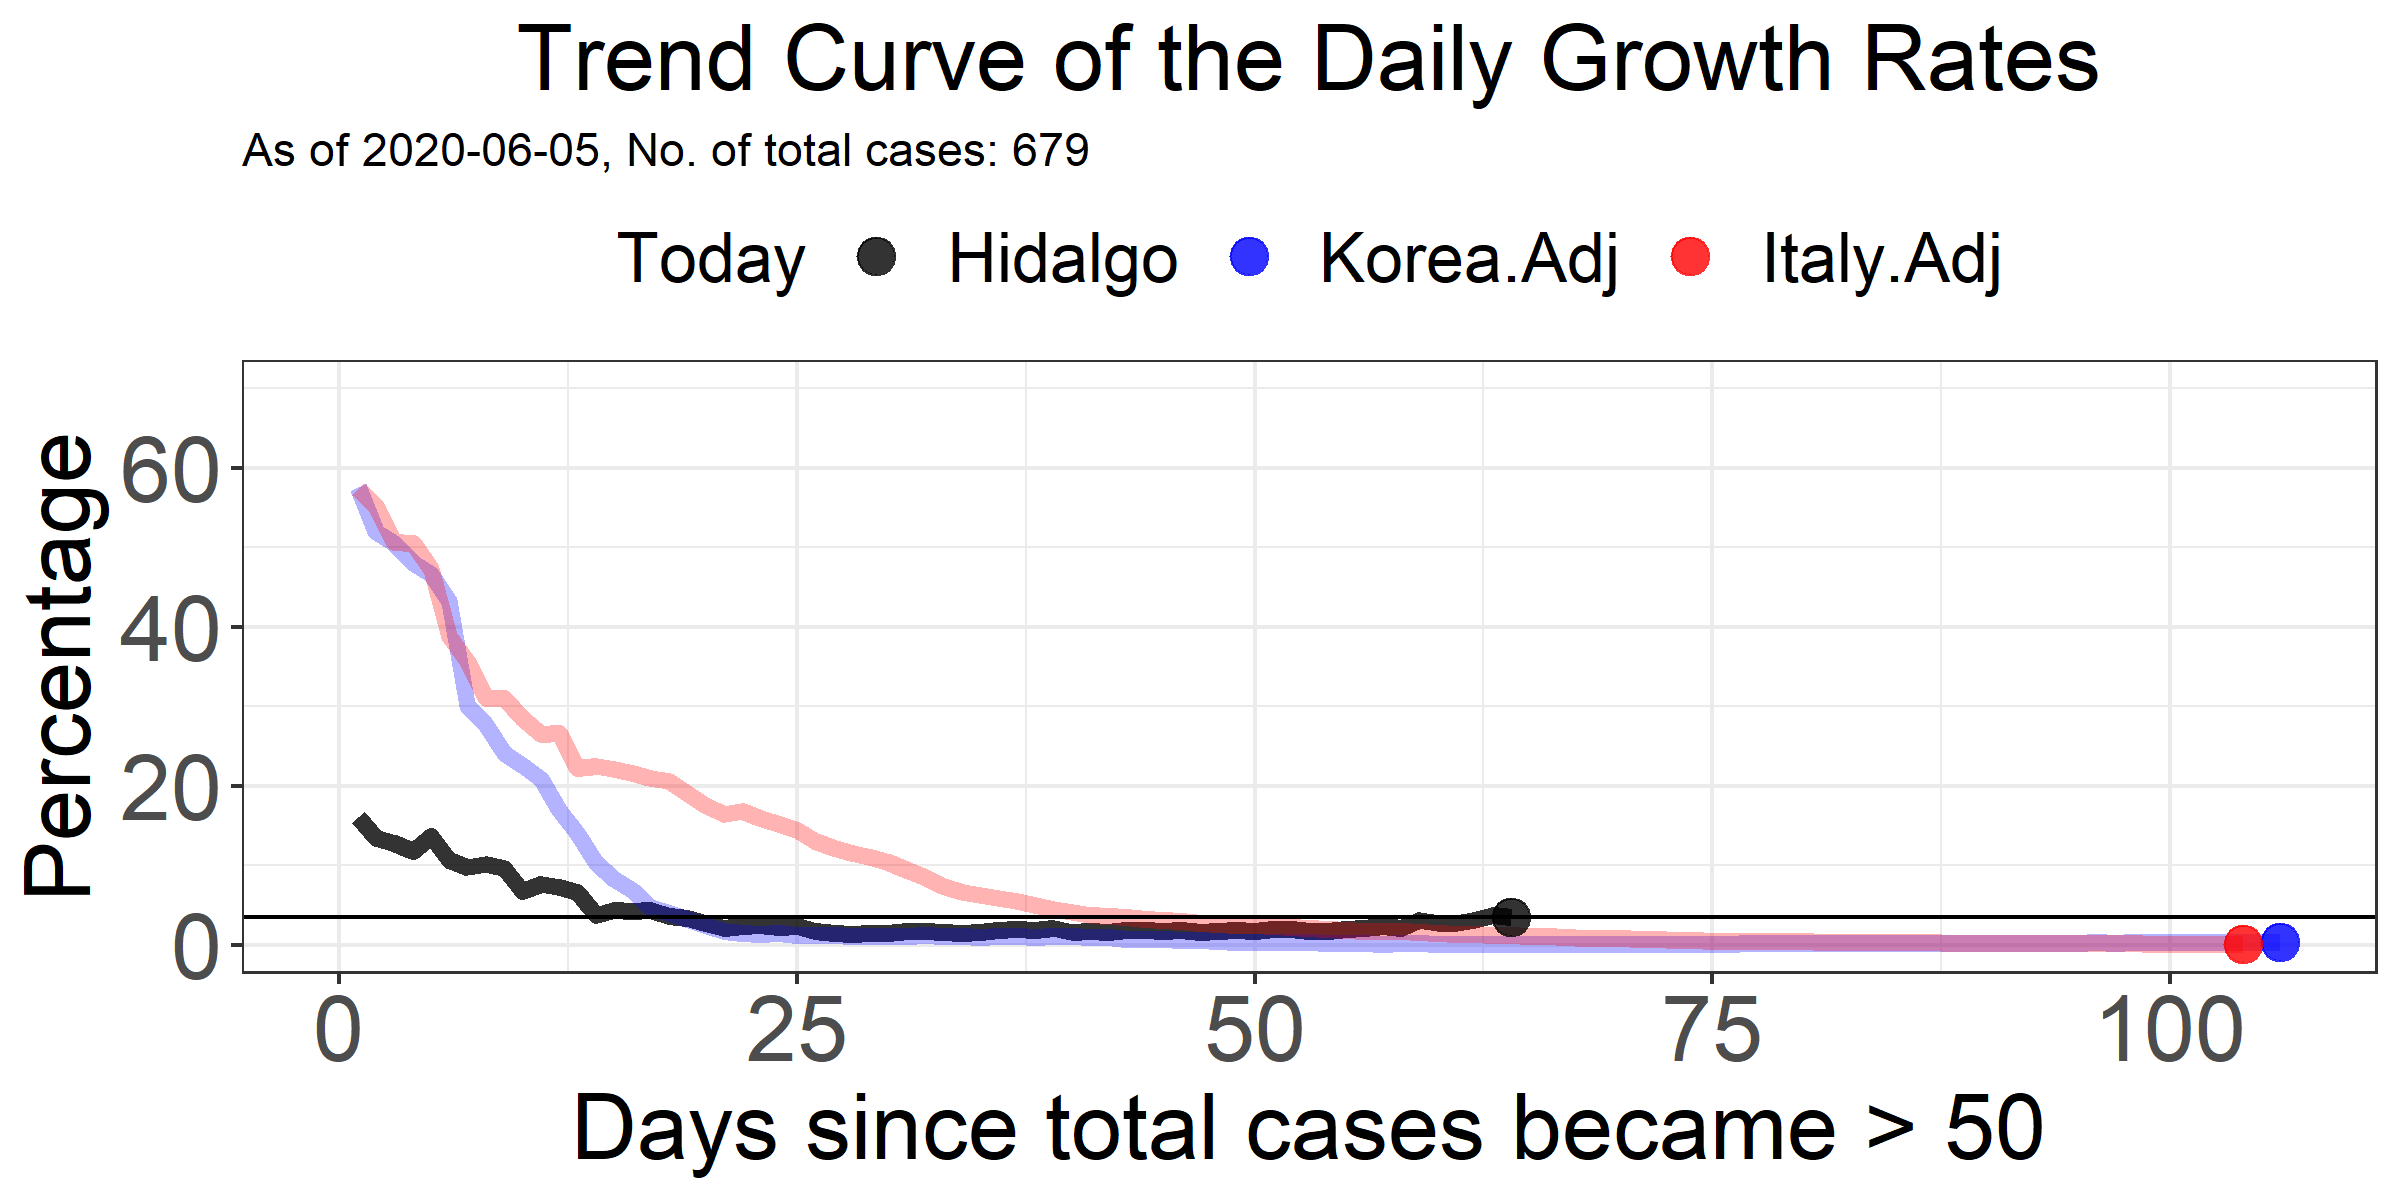 Trend Curve of the Daily Growth Rates
As of 2020-06-05, No. of total cases: 679
Today Hidalgo Korea.Adj Italy.Adj
Percentage
60
40
20
0
0 25 50 75 100
Days since total cases became > 50